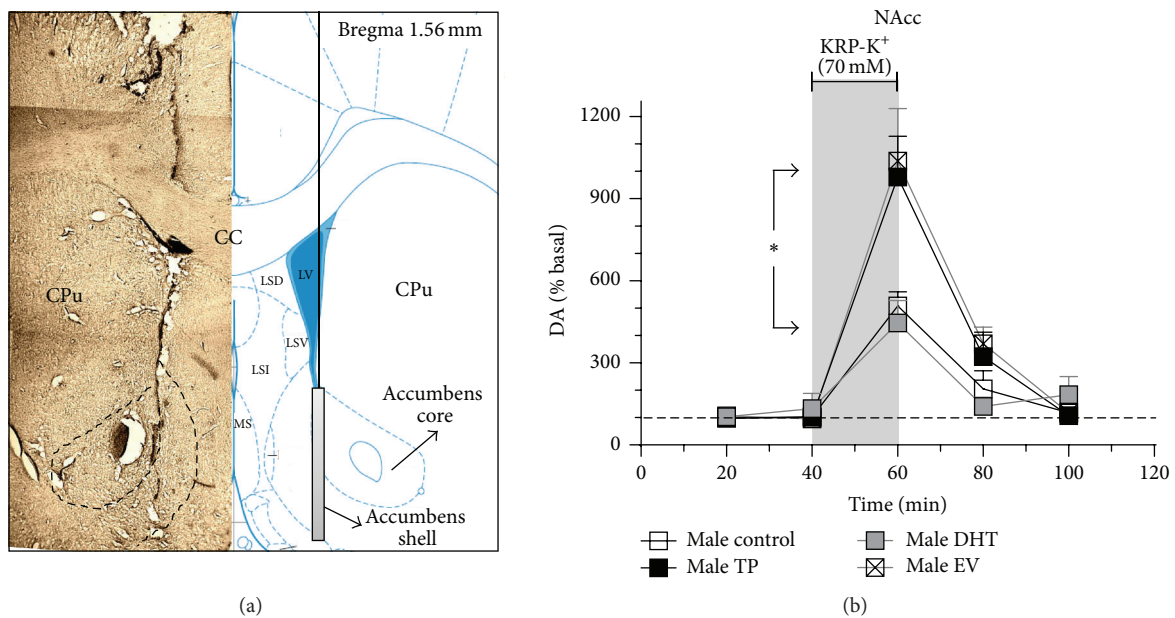 Bregma 1.56 mm
CC
CPu
LSD
LV
CPu
LSV
LSI
Accumbens
core
MS
Accumbens
shell
(a)
NAcc
KRP-K⁺
(70 mM)
1200
900
600
300
0
DA (% basal)
*
0
20
40
60
80
100
120
Time (min)
Male control
Male DHT
Male TP
Male EV
(b)